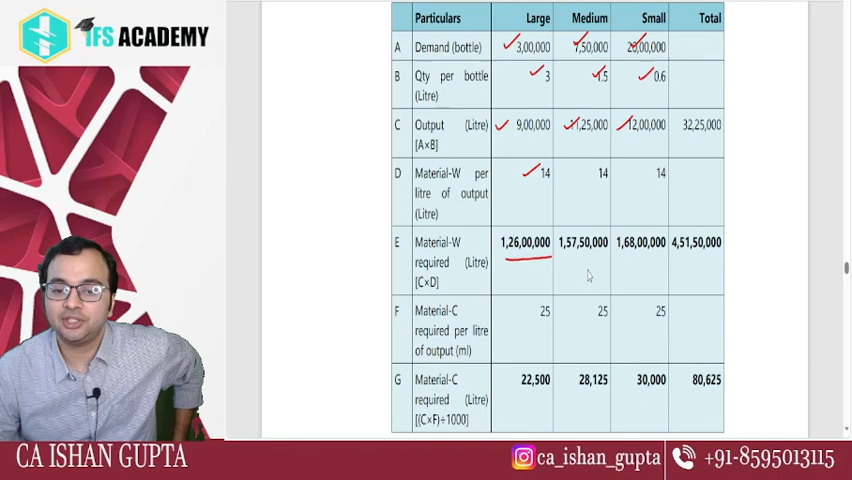 IFS ACADEMY
Particulars Large Medium Small Total
A Demand (bottle) 3,00,000 7,50,000 20,00,000
B Qty per bottle 3 1.5 0.6
(Litre)
C Output (Litre) 9,00,000 11,25,000 12,00,000 32,25,000
[A×B]
D Material-W per 14 14 14
litre of output
(Litre)
E Material-W 1,26,00,000 1,57,50,000 1,68,00,000 4,51,50,000
required (Litre)
[C×D]
F Material-C 25 25 25
required per litre
of output (ml)
G Material-C 22,500 28,125 30,000 80,625
required (Litre)
[(C×F)÷1000]
CA ISHAN GUPTA ca_ishan_gupta +91-8595013115